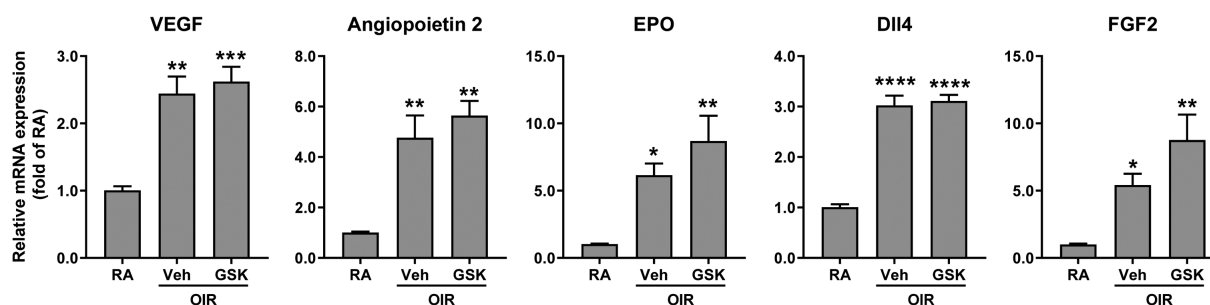 VEGF
Angiopoietin 2
EPO
Dll4
FGF2
Relative mRNA expression
(fold of RA)
3.0
2.0
1.0
0.0
**
***
RA
Veh
GSK
OIR
8.0
6.0
4.0
2.0
0.0
**
**
RA
Veh
GSK
OIR
15.0
10.0
5.0
0.0
*
**
RA
Veh
GSK
OIR
4.0
3.0
2.0
1.0
0.0
****
****
RA
Veh
GSK
OIR
15.0
10.0
5.0
0.0
*
**
RA
Veh
GSK
OIR